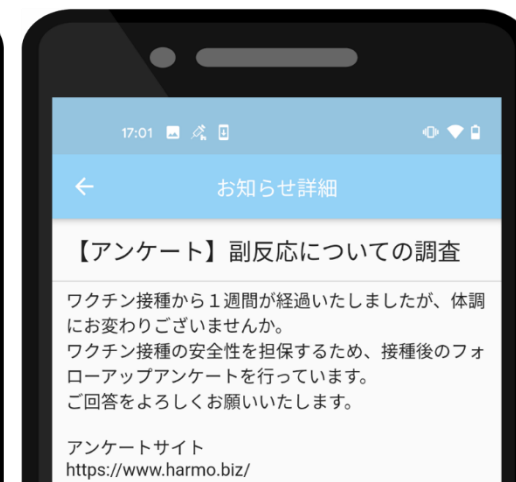 17:01
お知らせ詳細
【アンケート】副反応についての調査
ワクチン接種から１週間が経過いたしましたが、体調
にお変わりございませんか。
ワクチン接種の安全性を担保するため、接種後のフォ
ローアップアンケートを行っています。
ご回答をよろしくお願いいたします。
アンケートサイト
https://www.harmo.biz/